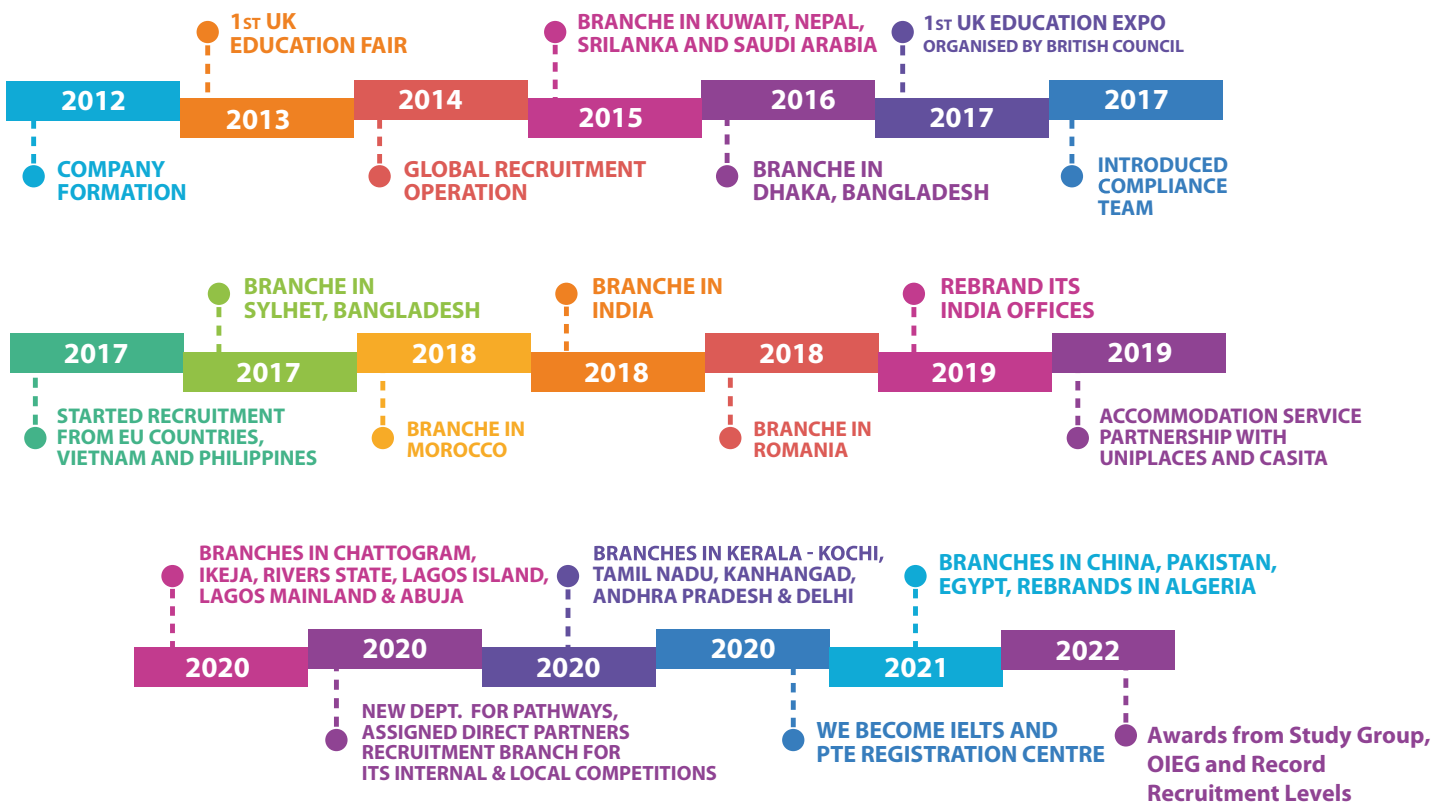 2012
COMPANY
FORMATION
1ST UK
EDUCATION FAIR
2013
2014
GLOBAL RECRUITMENT
OPERATION
BRANCHE IN KUWAIT, NEPAL,
SRILANKA AND SAUDI ARABIA
2015
2016
BRANCHE IN
DHAKA, BANGLADESH
1ST UK EDUCATION EXPO
ORGANISED BY BRITISH COUNCIL
2017
2017
INTRODUCED
COMPLIANCE
TEAM
2017
STARTED RECRUITMENT
FROM EU COUNTRIES,
VIETNAM AND PHILIPPINES
BRANCHE IN
SYLHET, BANGLADESH
2017
2018
BRANCHE IN
MOROCCO
BRANCHE IN
INDIA
2018
2018
BRANCHE IN
ROMANIA
REBRAND ITS
INDIA OFFICES
2019
2019
ACCOMMODATION SERVICE
PARTNERSHIP WITH
UNIPLACES AND CASITA
BRANCHES IN CHATTOGRAM,
IKEJA, RIVERS STATE, LAGOS ISLAND,
LAGOS MAINLAND & ABUJA
2020
2020
NEW DEPT. FOR PATHWAYS,
ASSIGNED DIRECT PARTNERS
RECRUITMENT BRANCH FOR
ITS INTERNAL & LOCAL COMPETITIONS
BRANCHES IN KERALA - KOCHI,
TAMIL NADU, KANHANGAD,
ANDHRA PRADESH & DELHI
2020
2020
WE BECOME IELTS AND
PTE REGISTRATION CENTRE
BRANCHES IN CHINA, PAKISTAN,
EGYPT, REBRANDS IN ALGERIA
2021
2022
Awards from Study Group,
OIEG and Record
Recruitment Levels